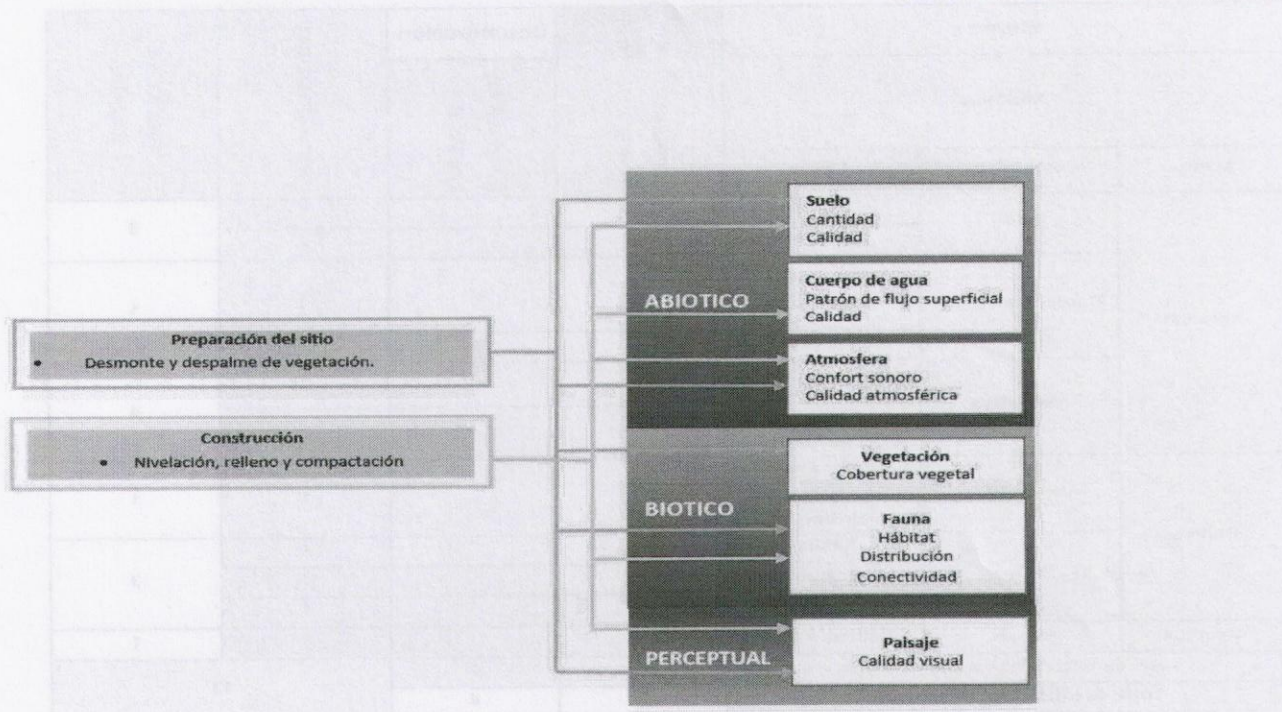 Preparación del sitio
• Desmonte y despalme de vegetación.
Construcción
• Nivelación, relleno y compactación
ABIOTICO
Suelo
Cantidad
Calidad
Cuerpo de agua
Patrón de flujo superficial
Calidad
Atmosfera
Confort sonoro
Calidad atmosférica
BIOTICO
Vegetación
Cobertura vegetal
Fauna
Hábitat
Distribución
Conectividad
PERCEPTUAL
Paisaje
Calidad visual